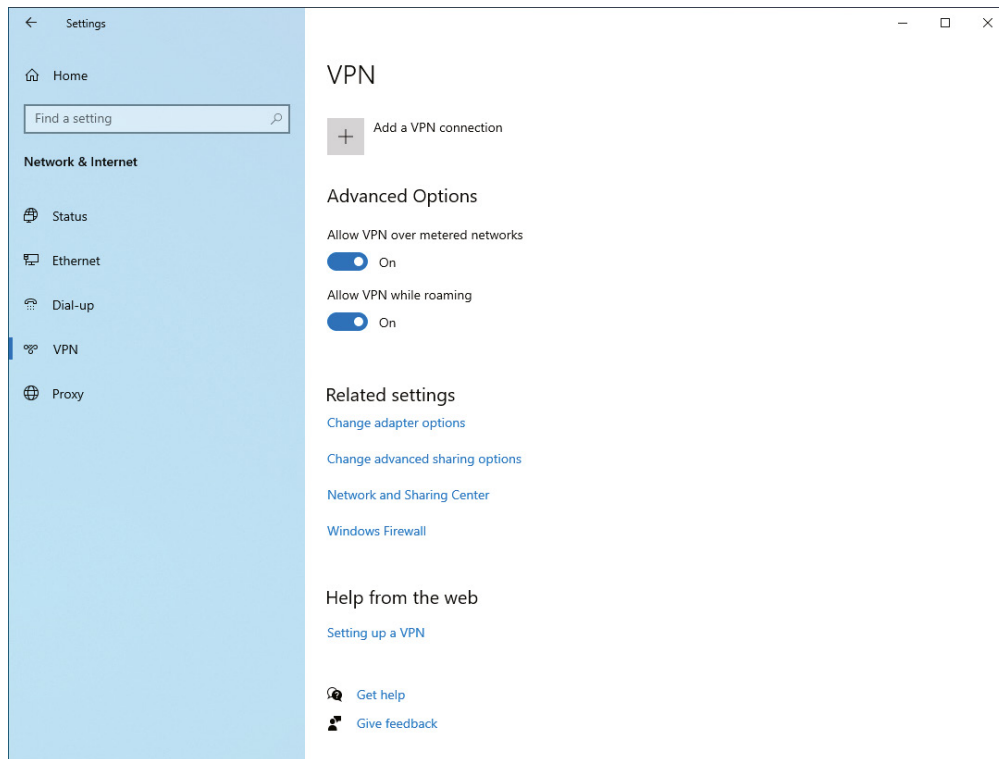 Settings
Home
Find a setting
Network & Internet
Status
Ethernet
Dial-up
VPN
Proxy
VPN
Add a VPN connection
Advanced Options
Allow VPN over metered networks
On
Allow VPN while roaming
On
Related settings
Change adapter options
Change advanced sharing options
Network and Sharing Center
Windows Firewall
Help from the web
Setting up a VPN
Get help
Give feedback